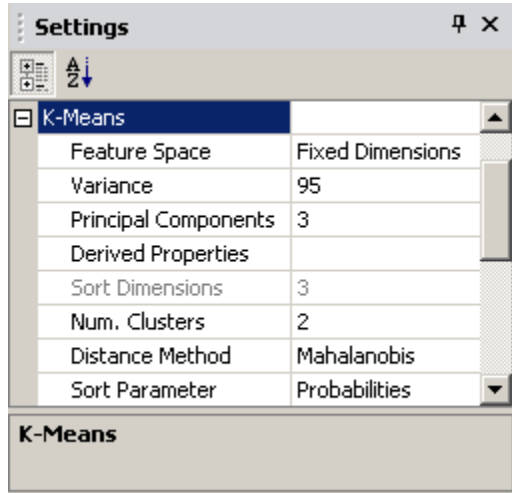 Settings
K-Means
Feature Space Fixed Dimensions
Variance 95
Principal Components 3
Derived Properties
Sort Dimensions 3
Num. Clusters 2
Distance Method Mahalanobis
Sort Parameter Probabilities
K-Means